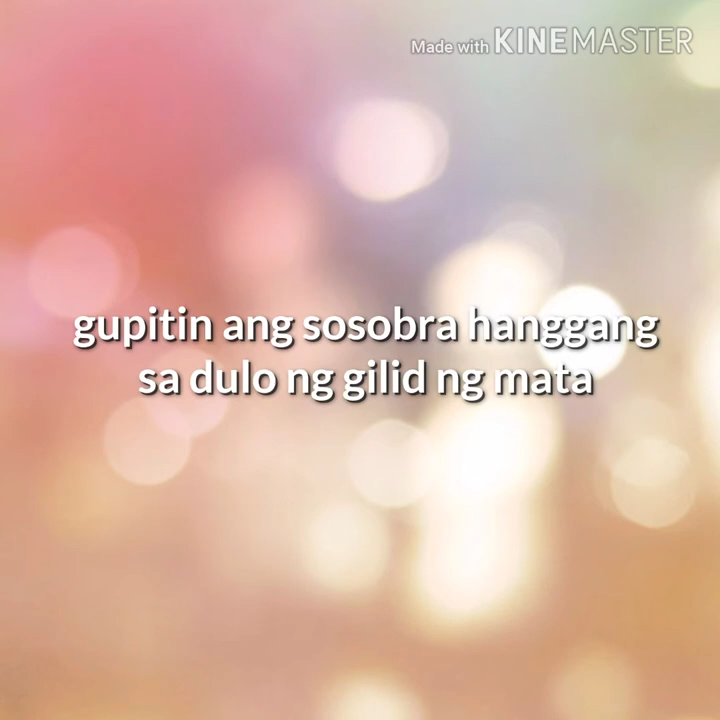 Made with KINEMASTER
gupitin ang sosobra hanggang
sa dulo ng gilid ng mata